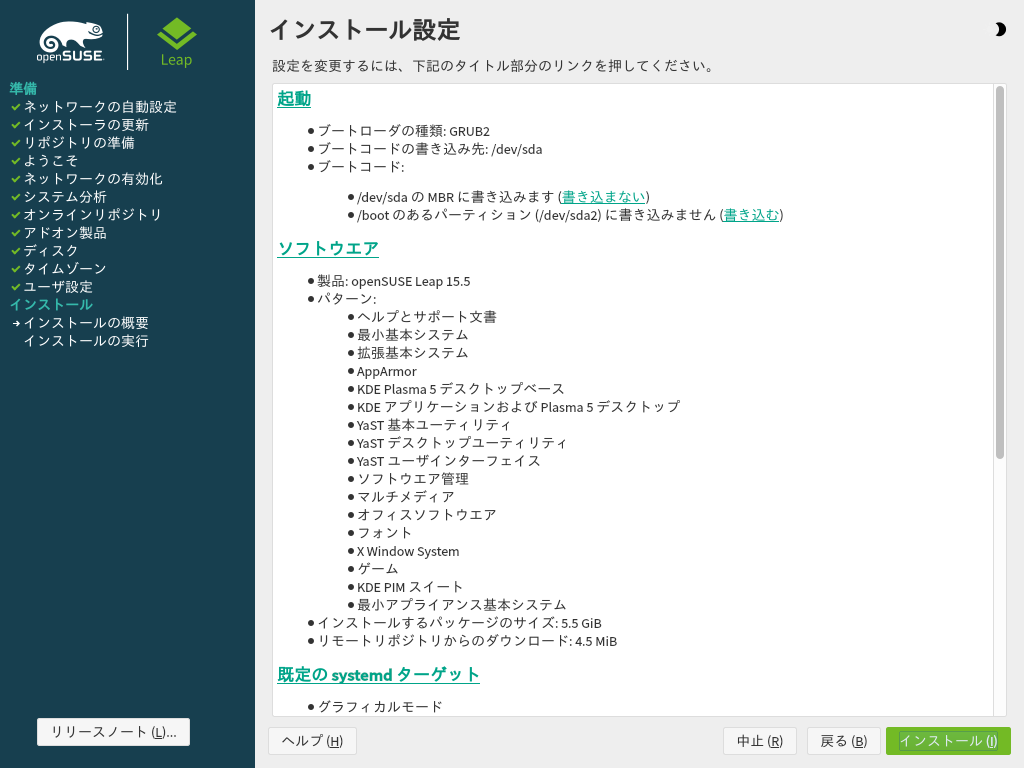 openSUSE
Leap
準備
ネットワークの自動設定
インストーラの更新
リポジトリの準備
ようこそ
ネットワークの有効化
システム分析
オンラインリポジトリ
アドオン製品
ディスク
タイムゾーン
ユーザ設定
インストール
インストールの概要
インストールの実行
リリースノート (L)...
インストール設定
設定を変更するには、下記のタイトル部分のリンクを押してください。
起動
ブートローダの種類: GRUB2
ブートコードの書き込み先: /dev/sda
ブートコード:
/dev/sda の MBR に書き込みます (書き込まない)
/boot のあるパーティション (/dev/sda2) に書き込みません (書き込む)
ソフトウエア
製品: openSUSE Leap 15.5
パターン:
ヘルプとサポート文書
最小基本システム
拡張基本システム
AppArmor
KDE Plasma 5 デスクトップベース
KDE アプリケーションおよび Plasma 5 デスクトップ
YaST 基本ユーティリティ
YaST デスクトップユーティリティ
YaST ユーザインターフェイス
ソフトウエア管理
マルチメディア
オフィスソフトウエア
フォント
X Window System
ゲーム
KDE PIM スイート
最小アプライアンス基本システム
インストールするパッケージのサイズ: 5.5 GiB
リモートリポジトリからのダウンロード: 4.5 MiB
既定の systemd ターゲット
グラフィカルモード
ヘルプ (H)
中止 (R)
戻る (B)
インストール (I)